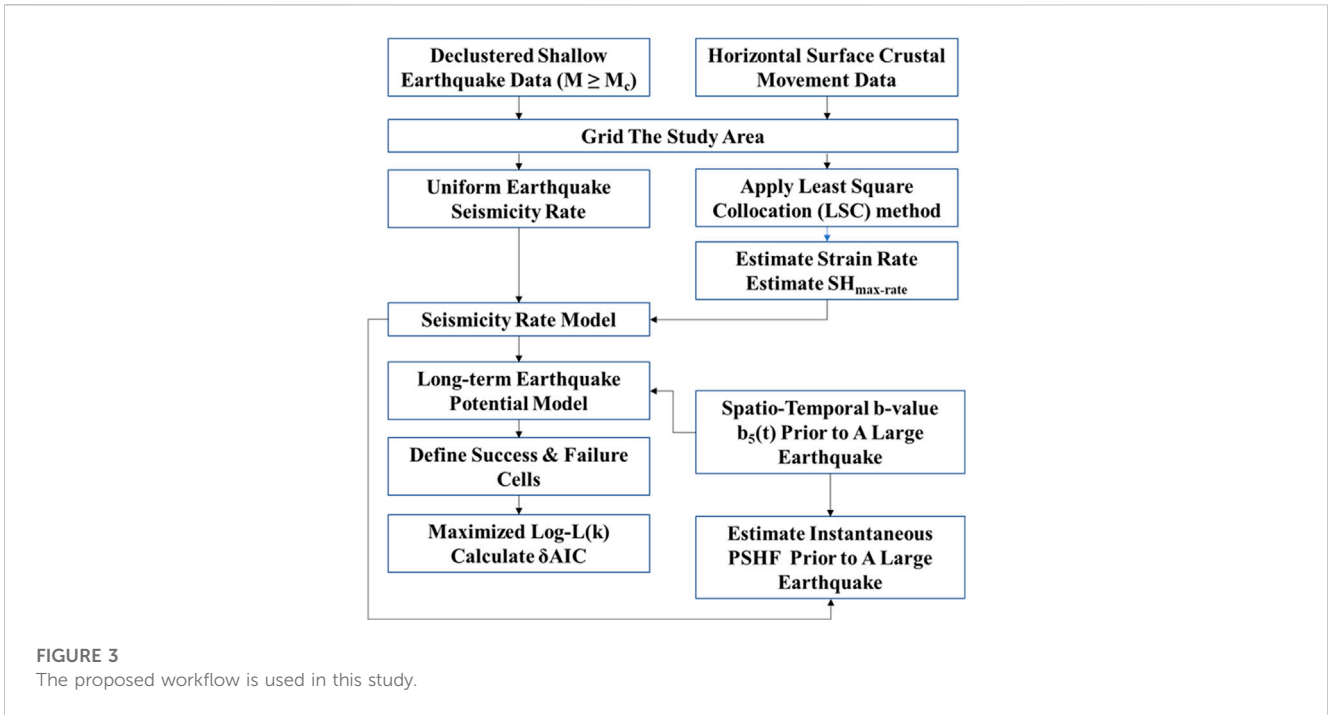 Declustered Shallow
Earthquake Data (M ≥ Mc)
Horizontal Surface Crustal
Movement Data
Grid The Study Area
Uniform Earthquake
Seismicity Rate
Apply Least Square
Collocation (LSC) method
Estimate Strain Rate
Estimate SHmax-rate
Seismicity Rate Model
Long-term Earthquake
Potential Model
Spatio-Temporal b-value
b5(t) Prior to A Large
Earthquake
Define Success & Failure
Cells
Maximized Log-L(k)
Calculate δAIC
Estimate Instantaneous
PSHF Prior to A Large
Earthquake
FIGURE 3
The proposed workflow is used in this study.